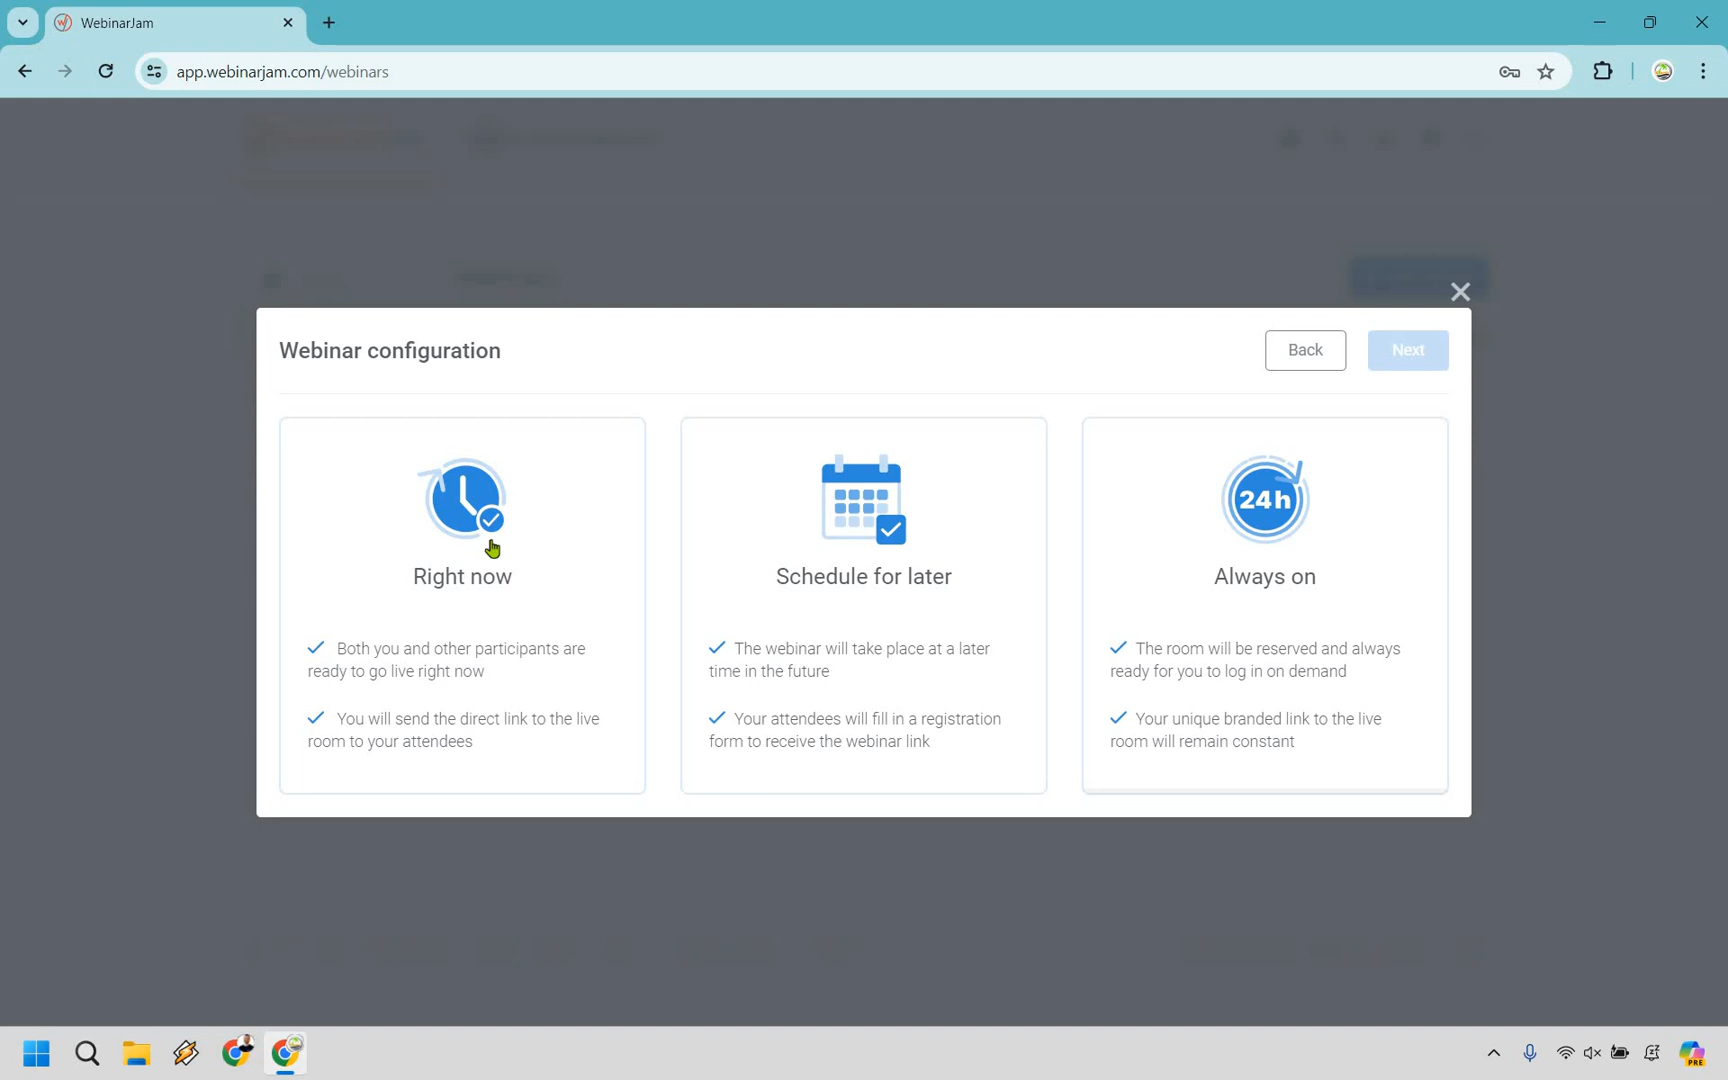 WebinarJam
app.webinarjam.com/webinars
Webinar configuration
Back
Next
24h
Right now
Schedule for later
Always on
Both you and other participants are
ready to go live right now
You will send the direct link to the live
room to your attendees
The webinar will take place at a later
time in the future
Your attendees will fill in a registration
form to receive the webinar link
The room will be reserved and always
ready for you to log in on demand
Your unique branded link to the live
room will remain constant
PRE